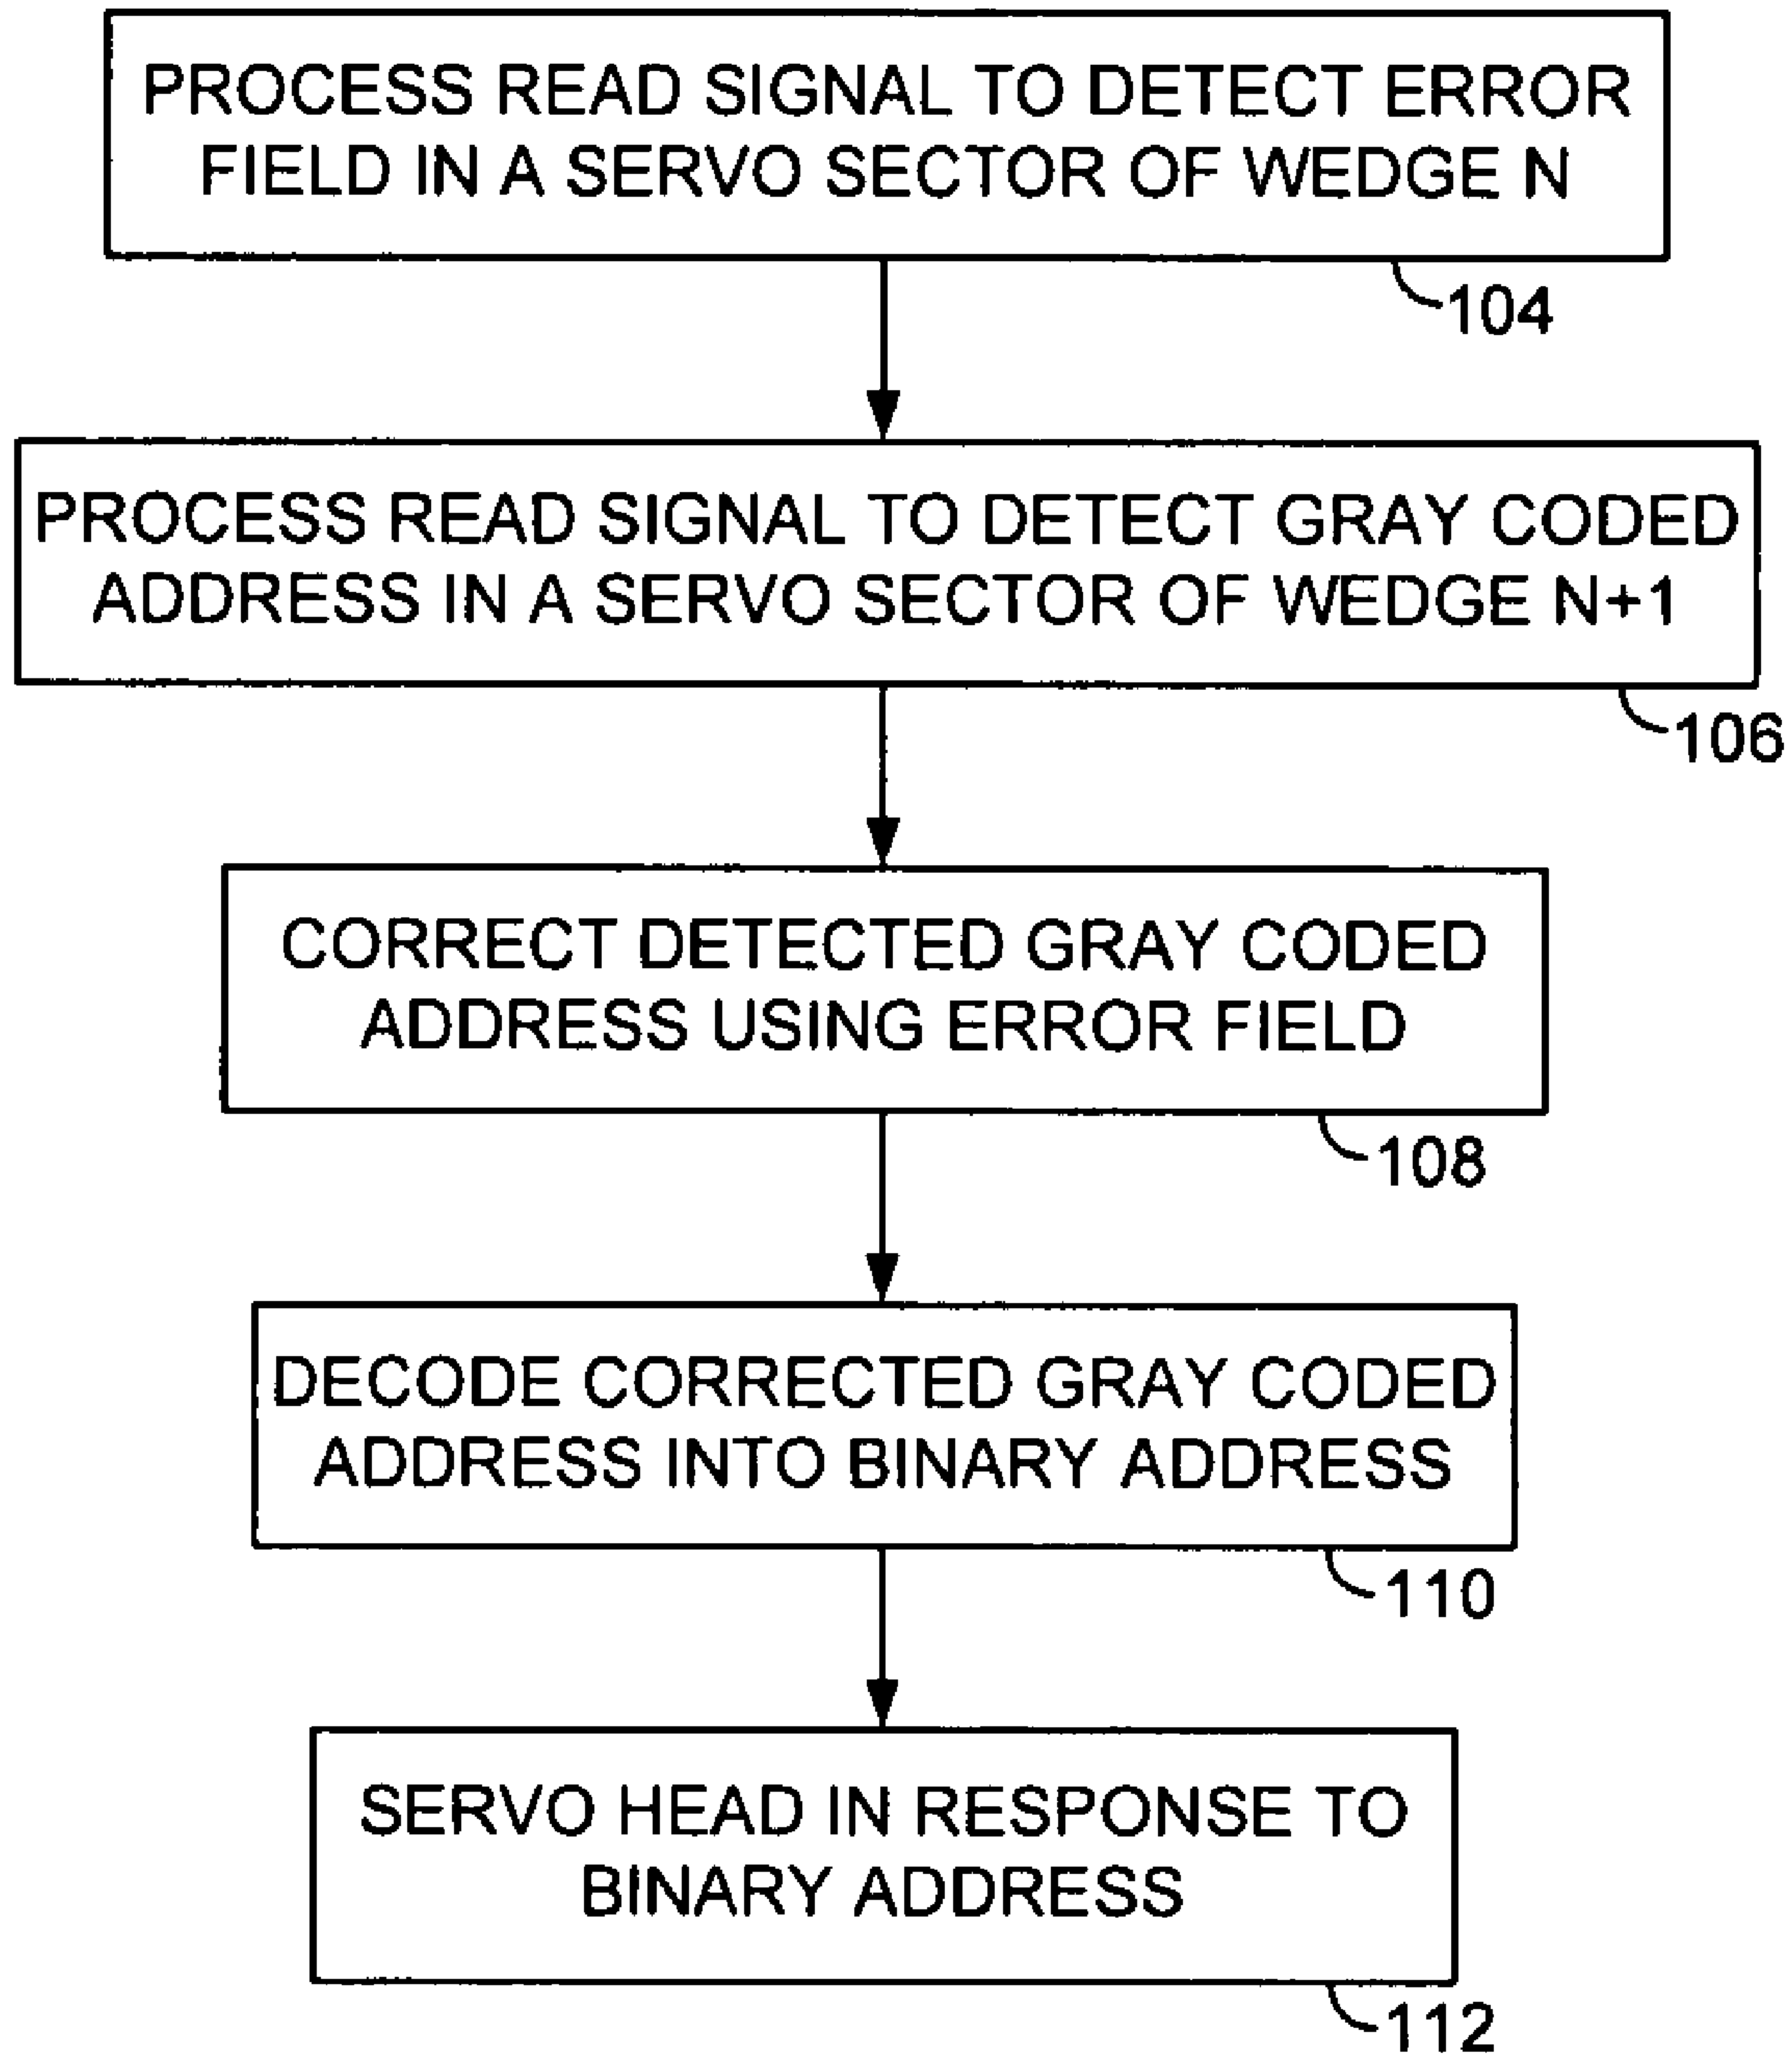 PROCESS READ SIGNAL TO DETECT ERROR
FIELD IN A SERVO SECTOR OF WEDGE N
104
PROCESS READ SIGNAL TO DETECT GRAY CODED
ADDRESS IN A SERVO SECTOR OF WEDGE N+1
106
CORRECT DETECTED GRAY CODED
ADDRESS USING ERROR FIELD
108
DECODE CORRECTED GRAY CODED
ADDRESS INTO BINARY ADDRESS
110
SERVO HEAD IN RESPONSE TO
BINARY ADDRESS
112